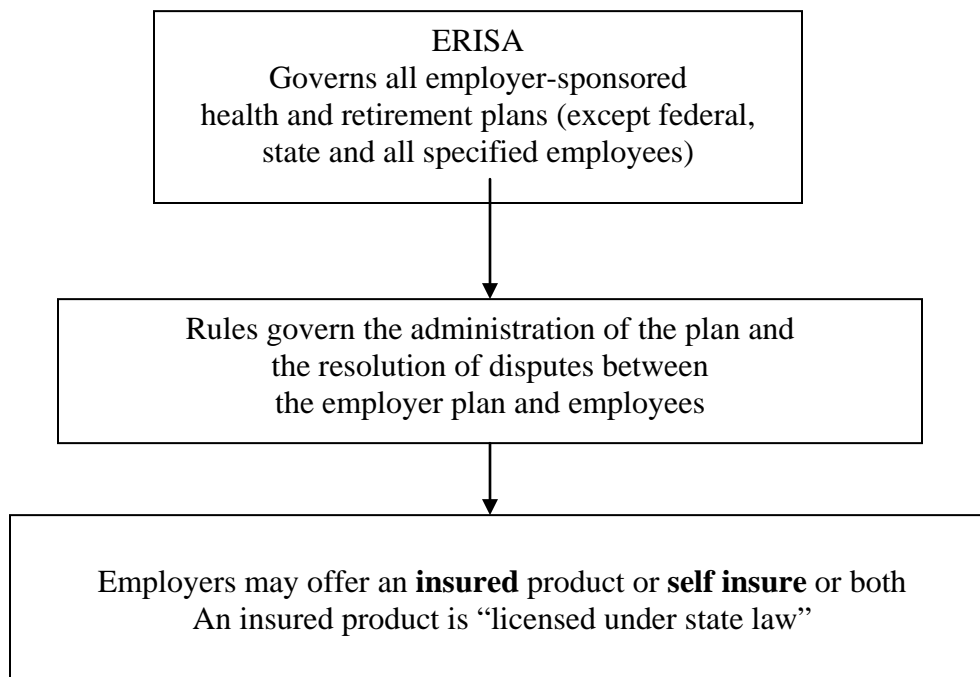 ERISA
Governs all employer-sponsored
health and retirement plans (except federal,
state and all specified employees)
Rules govern the administration of the plan and
the resolution of disputes between
the employer plan and employees
Employers may offer an insured product or self insure or both
An insured product is “licensed under state law”